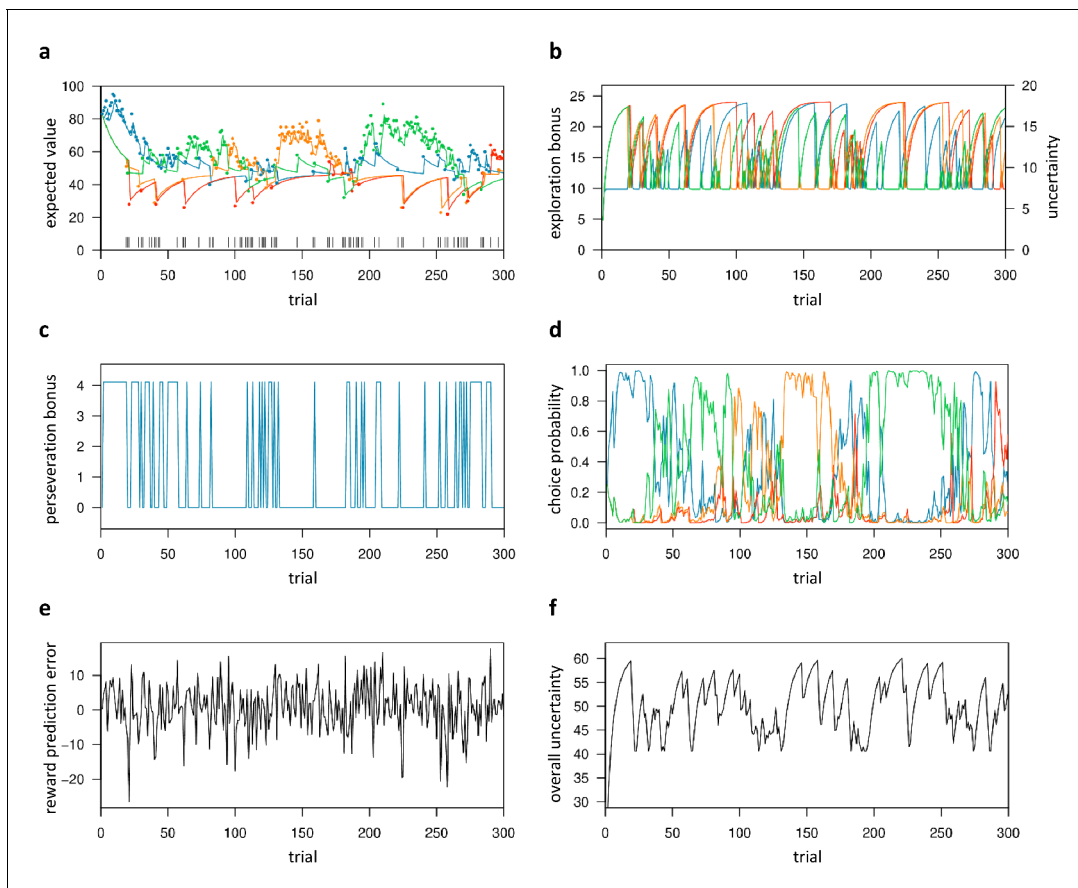 a
expected value
100
80
60
40
20
0
0 50 100 150 200 250 300
trial
b
exploration bonus
25
20
15
10
5
0
20
15
10
5
0
uncertainty
0 50 100 150 200 250 300
trial
c
perseveration bonus
4
3
2
1
0
0 50 100 150 200 250 300
trial
d
choice probability
1.0
0.8
0.6
0.4
0.2
0.0
0 50 100 150 200 250 300
trial
e
reward prediction error
10
0
−10
−20
0 50 100 150 200 250 300
trial
f
overall uncertainty
60
55
50
45
40
35
30
0 50 100 150 200 250 300
trial